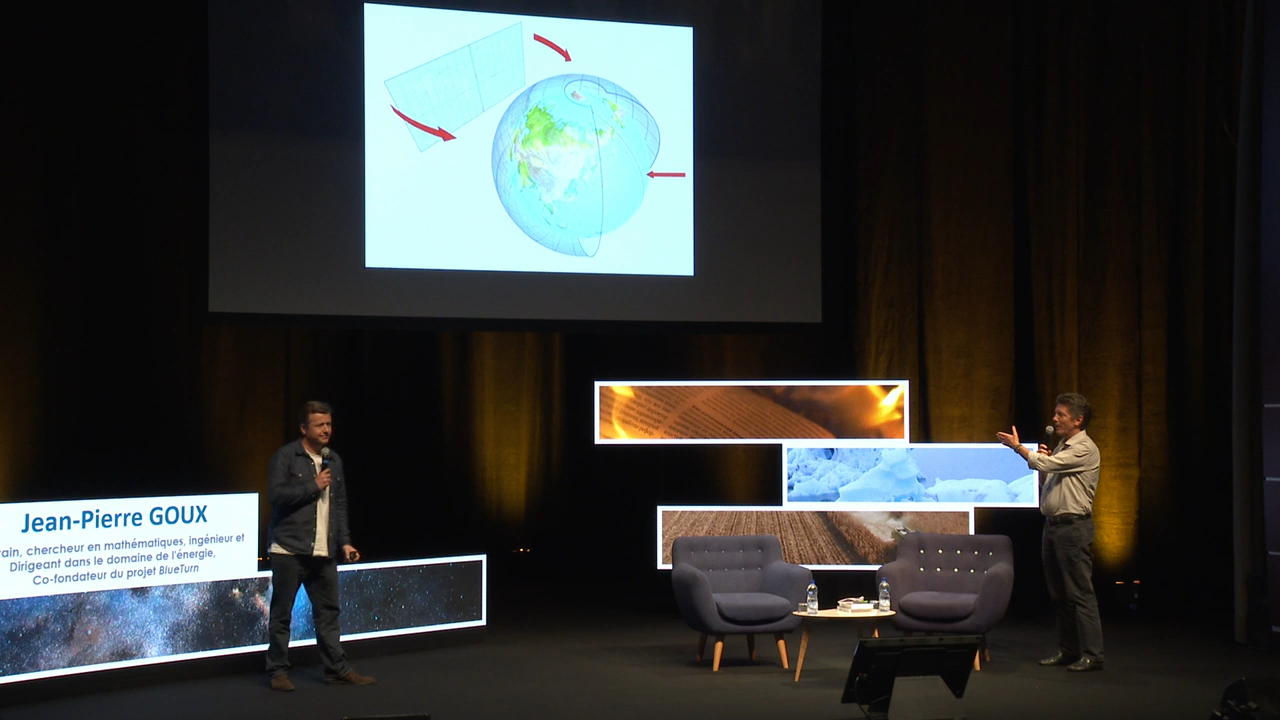 Jean-Pierre GOUX
chercheur en mathématiques, ingénieur et
Dirigeant dans le domaine de l'énergie,
Co-fondateur du projet BlueTurn